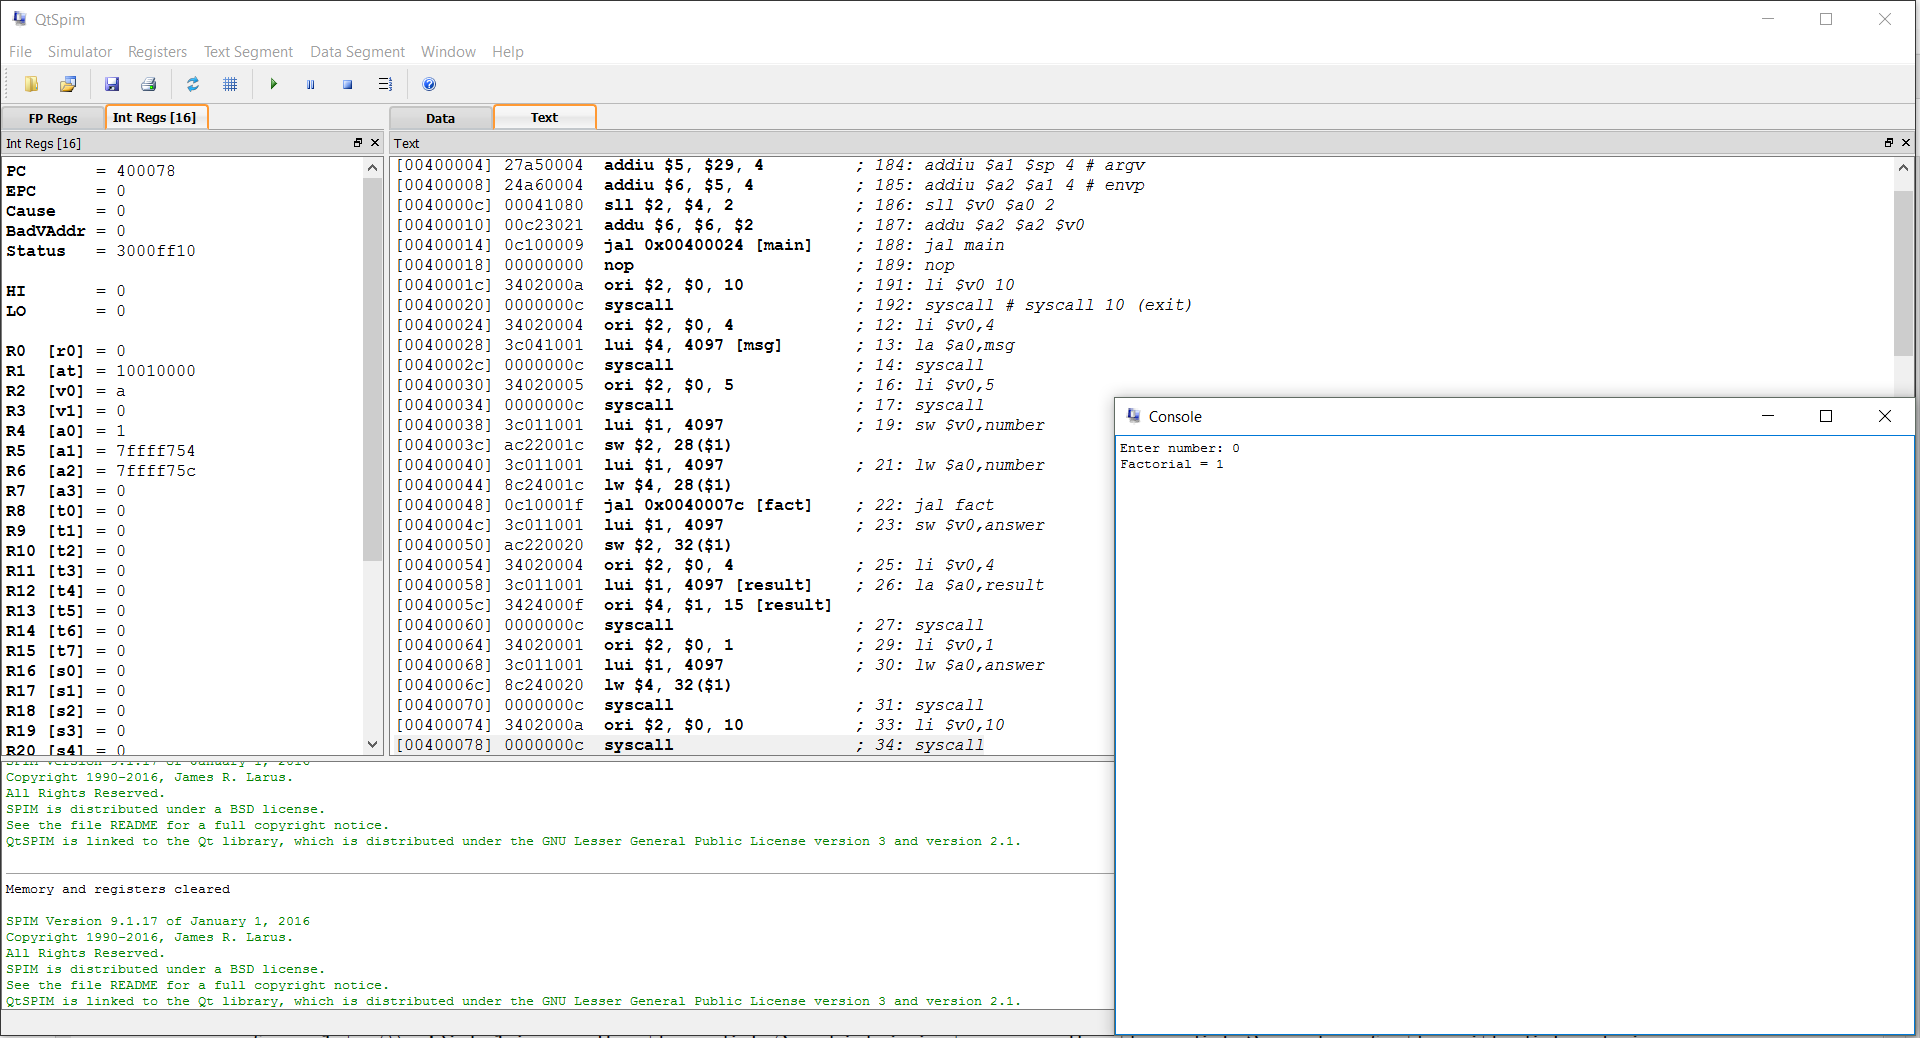 QtSpim
File Simulator Registers Text Segment Data Segment Window Help
FP Regs Int Regs [16]
Int Regs [16]
PC = 400078
EPC = 0
Cause = 0
BadVAddr = 0
Status = 3000ff10
HI = 0
LO = 0
R0 [r0] = 0
R1 [at] = 10010000
R2 [v0] = a
R3 [v1] = 0
R4 [a0] = 1
R5 [a1] = 7ffff754
R6 [a2] = 7ffff75c
R7 [a3] = 0
R8 [t0] = 0
R9 [t1] = 0
R10 [t2] = 0
R11 [t3] = 0
R12 [t4] = 0
R13 [t5] = 0
R14 [t6] = 0
R15 [t7] = 0
R16 [s0] = 0
R17 [s1] = 0
R18 [s2] = 0
R19 [s3] = 0
R20 [s4] = 0
Data Text
Text
[00400004] 27a50004 addiu $5, $29, 4 ; 184: addiu $a1 $sp 4 # argv
[00400008] 24a60004 addiu $6, $5, 4 ; 185: addiu $a2 $a1 4 # envp
[0040000c] 00041080 sll $2, $4, 2 ; 186: sll $v0 $a0 2
[00400010] 00c23021 addu $6, $6, $2 ; 187: addu $a2 $a2 $v0
[00400014] 0c100009 jal 0x00400024 [main] ; 188: jal main
[00400018] 00000000 nop ; 189: nop
[0040001c] 3402000a ori $2, $0, 10 ; 191: li $v0 10
[00400020] 0000000c syscall ; 192: syscall # syscall 10 (exit)
[00400024] 34020004 ori $2, $0, 4 ; 12: li $v0,4
[00400028] 3c041001 lui $4, 4097 [msg] ; 13: la $a0,msg
[0040002c] 0000000c syscall ; 14: syscall
[00400030] 34020005 ori $2, $0, 5 ; 16: li $v0,5
[00400034] 0000000c syscall ; 17: syscall
[00400038] 3c011001 lui $1, 4097 ; 19: sw $v0,number
[0040003c] ac22001c sw $2, 28($1)
[00400040] 3c011001 lui $1, 4097 ; 21: lw $a0,number
[00400044] 8c24001c lw $4, 28($1)
[00400048] 0c10001f jal 0x0040007c [fact] ; 22: jal fact
[0040004c] 3c011001 lui $1, 4097 ; 23: sw $v0,answer
[00400050] ac220020 sw $2, 32($1)
[00400054] 34020004 ori $2, $0, 4 ; 25: li $v0,4
[00400058] 3c011001 lui $1, 4097 [result] ; 26: la $a0,result
[0040005c] 3424000f ori $4, $1, 15 [result]
[00400060] 0000000c syscall ; 27: syscall
[00400064] 34020001 ori $2, $0, 1 ; 29: li $v0,1
[00400068] 3c011001 lui $1, 4097 ; 30: lw $a0,answer
[0040006c] 8c240020 lw $4, 32($1)
[00400070] 0000000c syscall ; 31: syscall
[00400074] 3402000a ori $2, $0, 10 ; 33: li $v0,10
[00400078] 0000000c syscall ; 34: syscall
Console
Enter number: 0
Factorial = 1
SPIM Version 9.1.17 of January 1, 2016
Copyright 1990-2016, James R. Larus.
All Rights Reserved.
SPIM is distributed under a BSD license.
See the file README for a full copyright notice.
QtSPIM is linked to the Qt library, which is distributed under the GNU Lesser General Public License version 3 and version 2.1.
Memory and registers cleared
SPIM Version 9.1.17 of January 1, 2016
Copyright 1990-2016, James R. Larus.
All Rights Reserved.
SPIM is distributed under a BSD license.
See the file README for a full copyright notice.
QtSPIM is linked to the Qt library, which is distributed under the GNU Lesser General Public License version 3 and version 2.1.